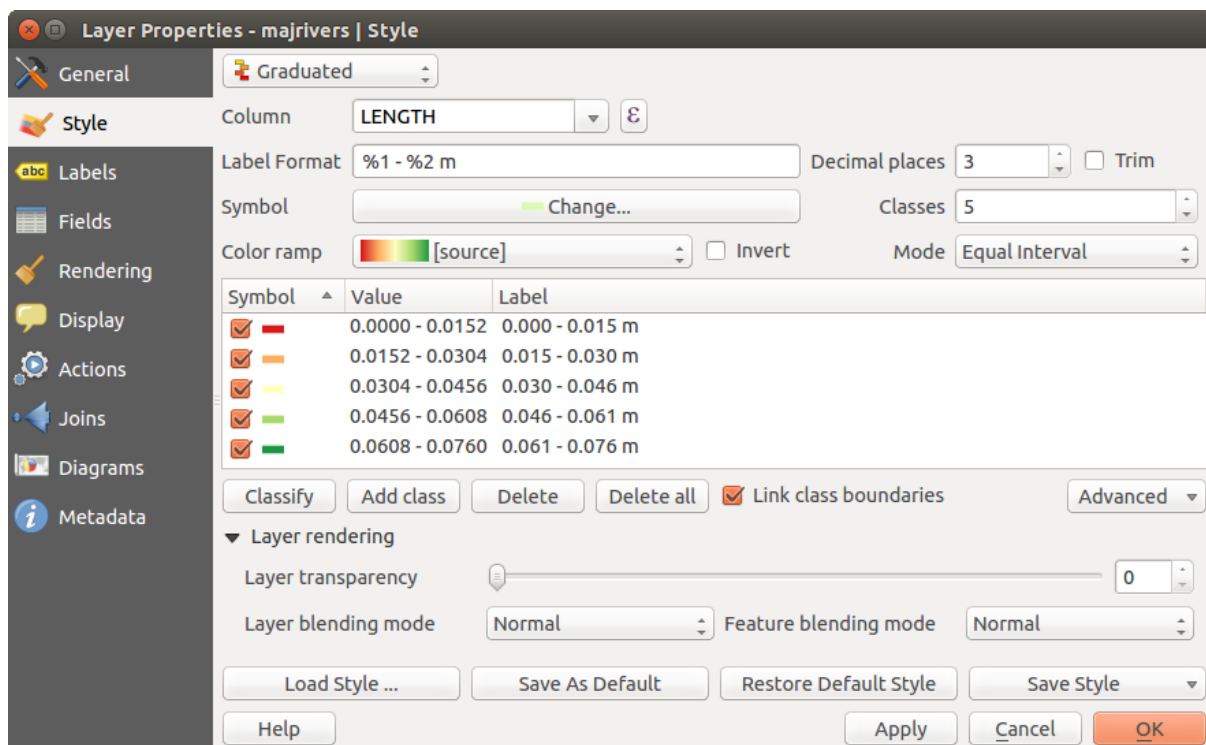 Layer Properties - majrivers | Style
General
Style
abc Labels
Fields
Rendering
Display
Actions
Joins
Diagrams
Metadata
Graduated
Column LENGTH ε
Label Format %1 - %2 m Decimal places 3 Trim
Symbol Change... Classes 5
Color ramp [source] Invert Mode Equal Interval
Symbol Value Label
0.0000 - 0.0152 0.000 - 0.015 m
0.0152 - 0.0304 0.015 - 0.030 m
0.0304 - 0.0456 0.030 - 0.046 m
0.0456 - 0.0608 0.046 - 0.061 m
0.0608 - 0.0760 0.061 - 0.076 m
Classify Add class Delete Delete all Link class boundaries Advanced
Layer rendering
Layer transparency 0
Layer blending mode Normal Feature blending mode Normal
Load Style ... Save As Default Restore Default Style Save Style
Help Apply Cancel OK